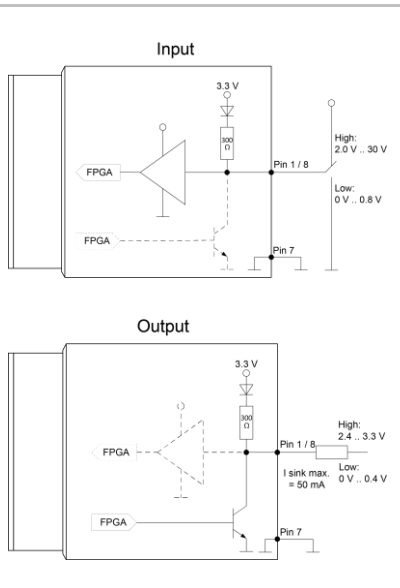 Input
3.3 V
300
Ω
High:
2.0 V .. 30 V
Pin 1 / 8
FPGA
Low:
0 V .. 0.8 V
FPGA
Pin 7
Output
3.3 V
300
Ω
High:
2.4 .. 3.3 V
Pin 1 / 8
FPGA
I sink max.
= 50 mA
Low:
0 V .. 0.4 V
FPGA
Pin 7